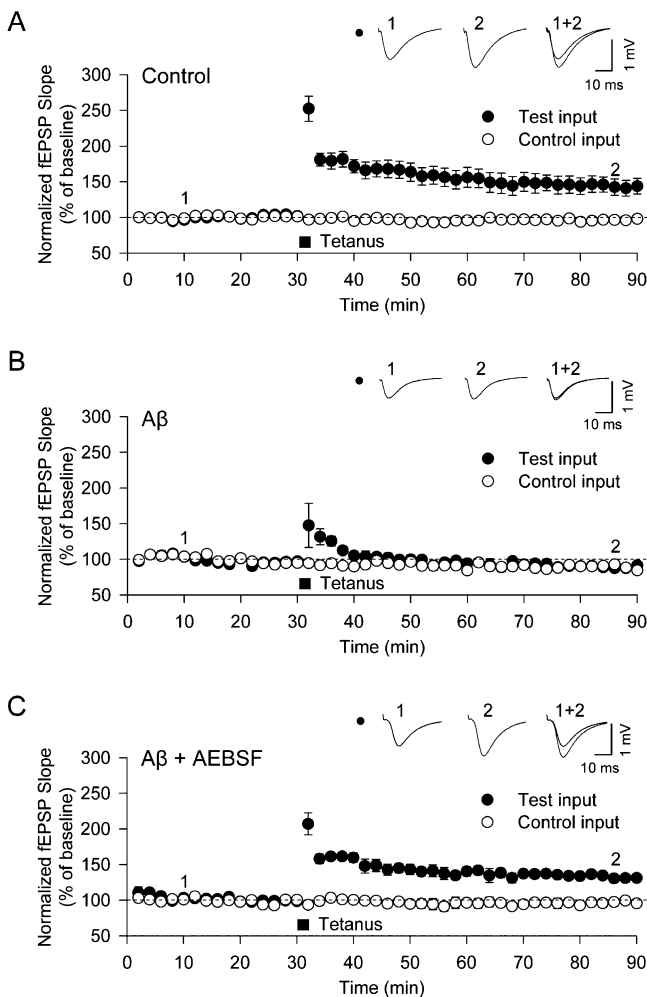 A
1 2 1+2
1 mV
10 ms
Control
Test input
Control input
Normalized fEPSP Slope
(% of baseline)
300
250
200
150
100
50
1
2
Tetanus
0 10 20 30 40 50 60 70 80 90
Time (min)
B
1 2 1+2
1 mV
10 ms
Aβ
Test input
Control input
Normalized fEPSP Slope
(% of baseline)
300
250
200
150
100
50
1
2
Tetanus
0 10 20 30 40 50 60 70 80 90
Time (min)
C
1 2 1+2
1 mV
10 ms
Aβ + AEBSF
Test input
Control input
Normalized fEPSP Slope
(% of baseline)
300
250
200
150
100
50
1
2
Tetanus
0 10 20 30 40 50 60 70 80 90
Time (min)